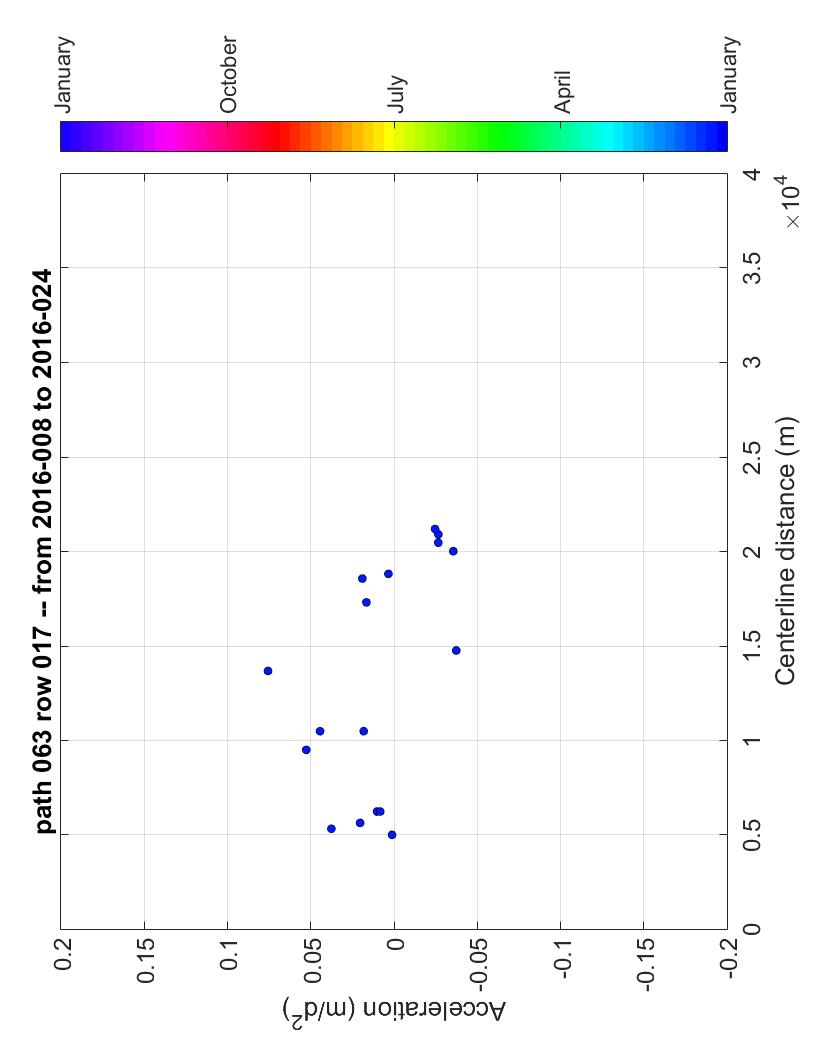 path 063 row 017 -- from 2016-008 to 2016-024
0.2
0.15
0.1
0.05
0
-0.05
-0.1
-0.15
-0.2
Acceleration (m/d²)
0
0.5
1
1.5
2
2.5
3
3.5
4
×10⁴
Centerline distance (m)
January
October
July
April
January